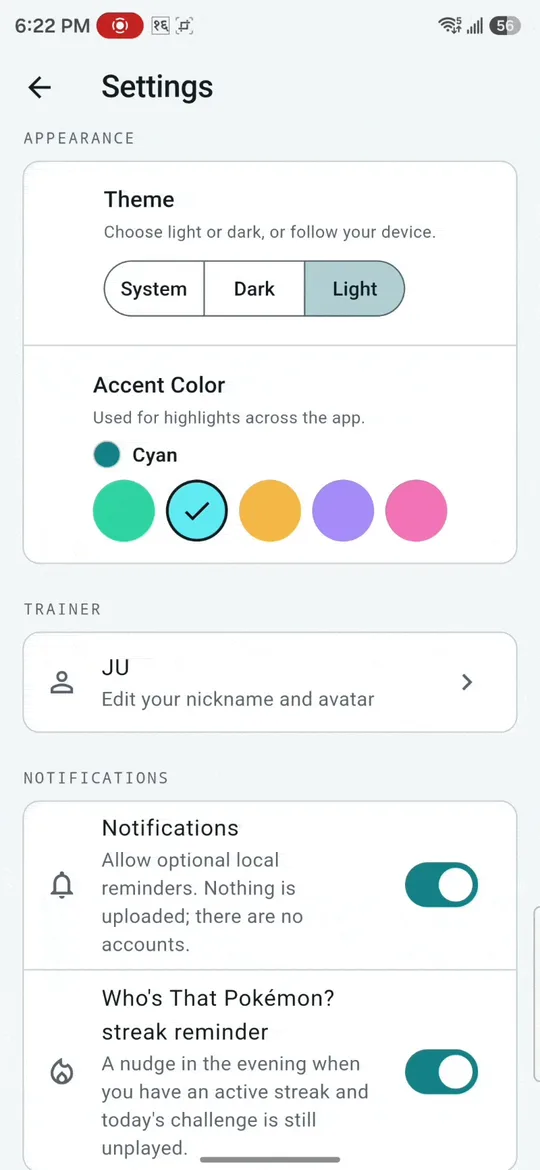 6:22 PM
१६
5
56
Settings
APPEARANCE
Theme
Choose light or dark, or follow your device.
System
Dark
Light
Accent Color
Used for highlights across the app.
Cyan
TRAINER
JU
Edit your nickname and avatar
NOTIFICATIONS
Notifications
Allow optional local
reminders. Nothing is
uploaded; there are no
accounts.
Who's That Pokémon?
streak reminder
A nudge in the evening when
you have an active streak and
today's challenge is still
unplayed.